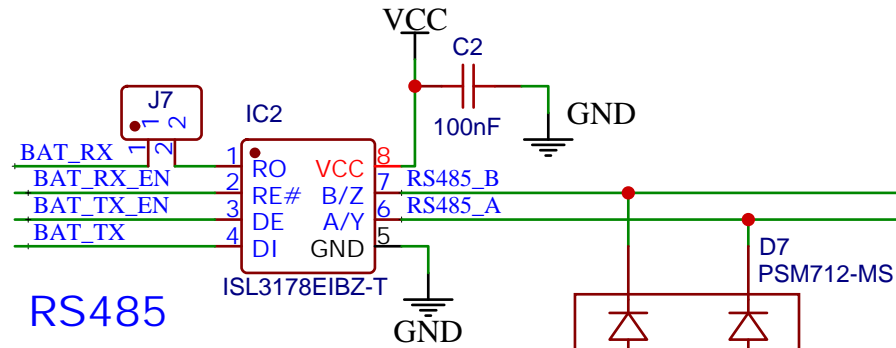 VCC
C2
J7
IC2
1 2
100nF
GND
1 2
BAT_RX
1
RO
VCC
8
BAT_RX_EN
2
RE#
B/Z
7
RS485_B
BAT_TX_EN
3
DE
A/Y
6
RS485_A
BAT_TX
4
DI
GND
5
D7
PSM712-MS
ISL3178EIBZ-T
RS485
GND